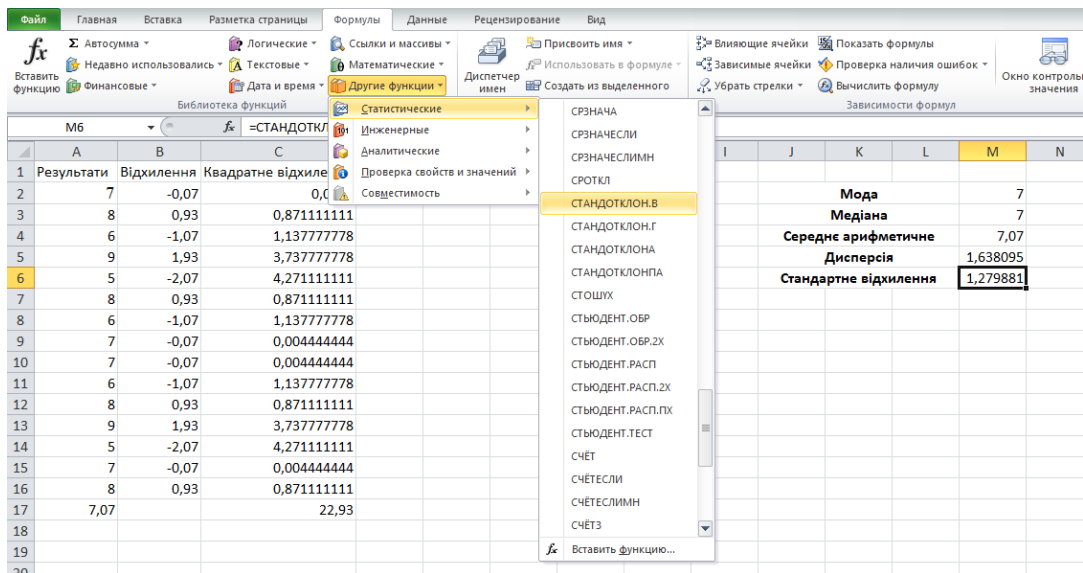 Файл Главная Вставка Разметка страницы Формулы Данные Рецензирование Вид
fx Вставить функцию
Σ Автосумма
Недавно использовались
Финансовые
Логические
Текстовые
Дата и время
Ссылки и массивы
Математические
Другие функции
Библиотека функций
Диспетчер имен
Присвоить имя
Использовать в формуле
Создать из выделенного
Влияющие ячейки
Зависимые ячейки
Убрать стрелки
Показать формулы
Проверка наличия ошибок
Вычислить формулу
Зависимости формул
Окно контроль
значения
M6 fx =СТАНДОТКЛ
Статистические
Инженерные
Аналитические
Проверка свойств и значений
Совместимость
СРЗНАЧА
СРЗНАЧЕСЛИ
СРЗНАЧЕСЛИМН
СРОТКЛ
СТАНДОТКЛОН.В
СТАНДОТКЛОН.Г
СТАНДОТКЛОНА
СТАНДОТКЛОНПА
СТОШYX
СТЬЮДЕНТ.ОБР
СТЬЮДЕНТ.ОБР.2Х
СТЬЮДЕНТ.РАСП
СТЬЮДЕНТ.РАСП.2Х
СТЬЮДЕНТ.РАСП.ПХ
СТЬЮДЕНТ.ТЕСТ
СЧЁТ
СЧЁТЕСЛИ
СЧЁТЕСЛИМН
СЧЁТЗ
fx Вставить функцию...
A B C I J K L M N
1 Результати Відхилення Квадратне відхиле
2 7 -0,07 0,0 Мода 7
3 8 0,93 0,871111111 Медіана 7
4 6 -1,07 1,137777778 Середнє арифметичне 7,07
5 9 1,93 3,737777778 Дисперсія 1,638095
6 5 -2,07 4,271111111 Стандартне відхилення 1,279881
7 8 0,93 0,871111111
8 6 -1,07 1,137777778
9 7 -0,07 0,004444444
10 7 -0,07 0,004444444
11 6 -1,07 1,137777778
12 8 0,93 0,871111111
13 9 1,93 3,737777778
14 5 -2,07 4,271111111
15 7 -0,07 0,004444444
16 8 0,93 0,871111111
17 7,07 22,93
18
19